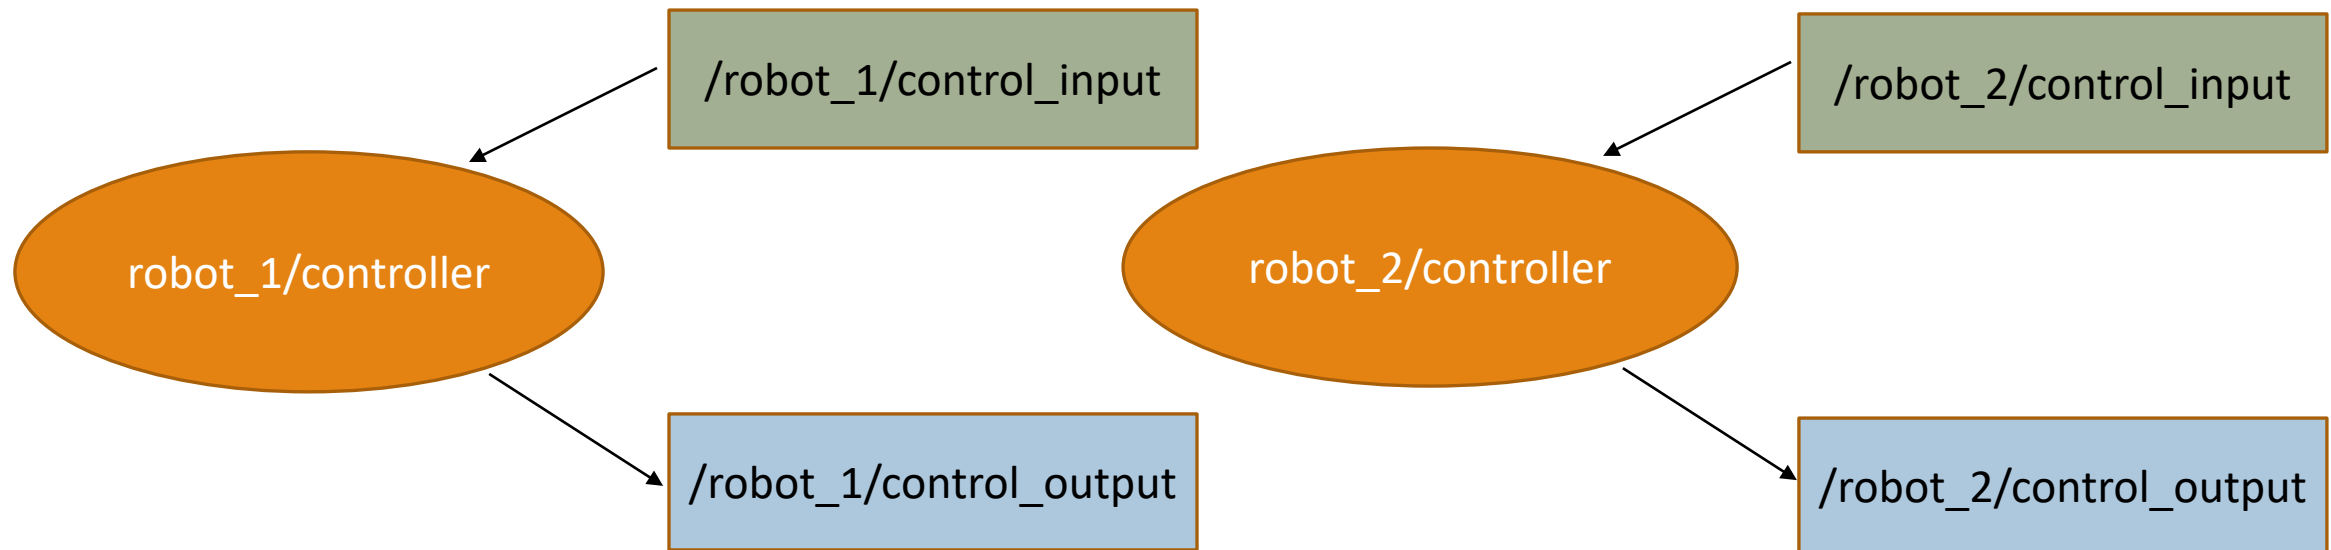 /robot_1/control_input
/robot_2/control_input
robot_1/controller
robot_2/controller
/robot_1/control_output
/robot_2/control_output